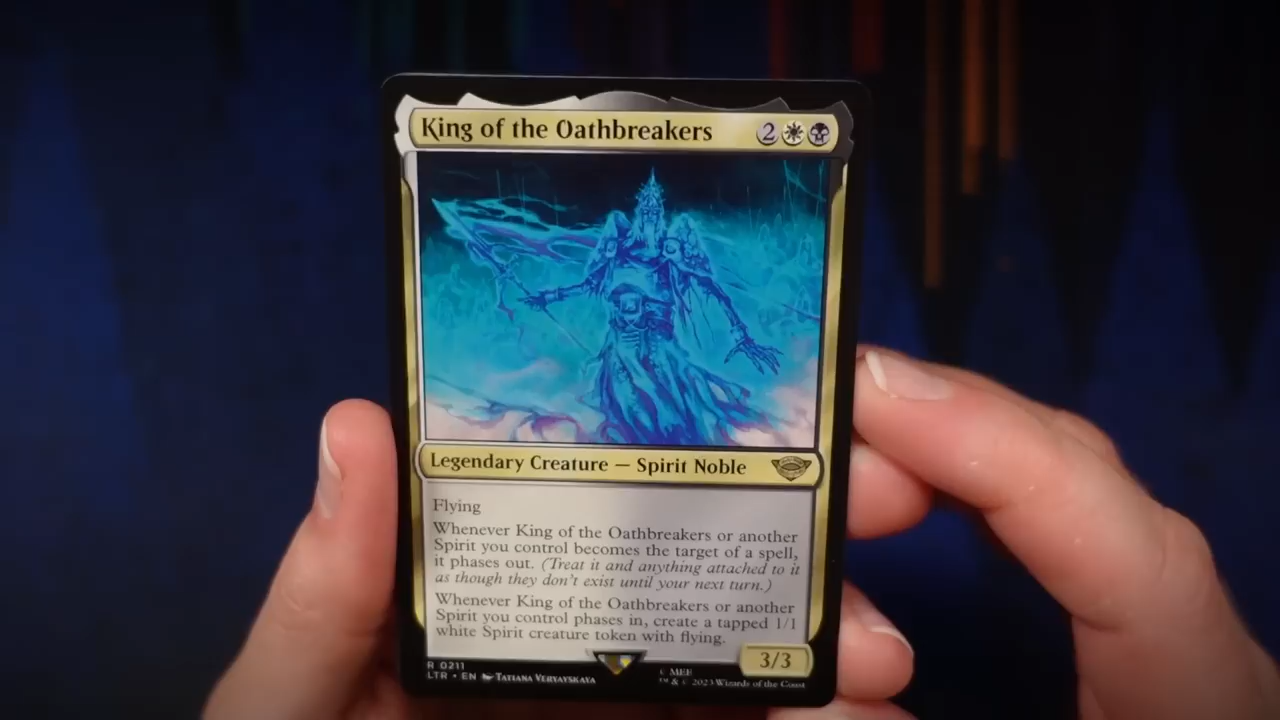 King of the Oathbreakers 2
Legendary Creature — Spirit Noble
Flying
Whenever King of the Oathbreakers or another
Spirit you control becomes the target of a spell,
it phases out. (Treat it and anything attached to it
as though they don't exist until your next turn.)
Whenever King of the Oathbreakers or another
Spirit you control phases in, create a tapped 1/1
white Spirit creature token with flying.
3/3
R 0211
LTR • EN TATIANA VERYAYSKAYA
© MEE
™ & © 2023 Wizards of the Coast